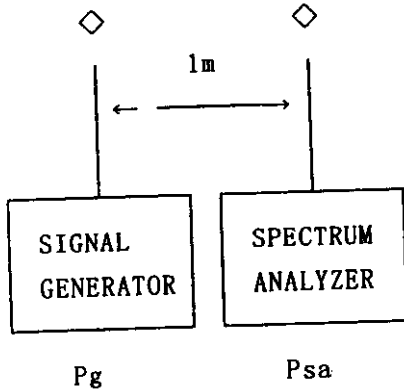 1m
SIGNAL
GENERATOR
SPECTRUM
ANALYZER
Pg
Psa